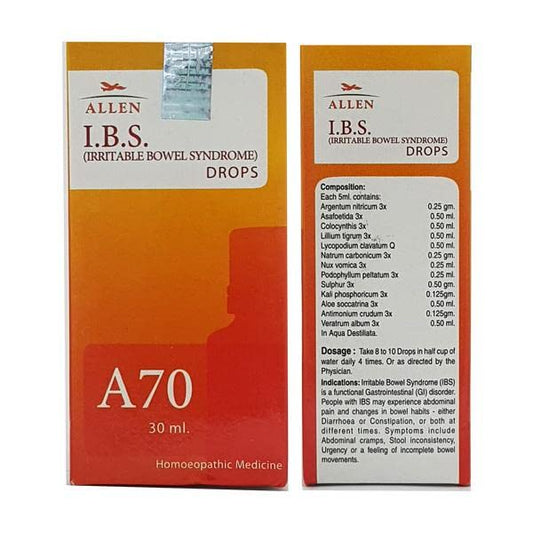 ALLEN
I.B.S.
(IRRITABLE BOWEL SYNDROME)
DROPS
A70
30 ml.
Homoeopathic Medicine
ALLEN
I.B.S.
(IRRITABLE BOWEL SYNDROME)
DROPS
Composition:
Each 5ml. contains:
Argentum nitricum 3x 0.25 gm.
Asafoetida 3x 0.50 ml.
Colocynthis 3x 0.50 ml.
Lillium tigrum 3x 0.50 ml.
Lycopodium clavatum Q 0.50 ml.
Natrum carbonicum 3x 0.25 gm.
Nux vomica 3x 0.25 ml.
Podophyllum peltatum 3x 0.25 ml.
Sulphur 3x 0.50 gm.
Kali phosphoricum 3x 0.125gm.
Aloe soccatrina 3x 0.50 ml.
Antimonium crudum 3x 0.125gm.
Veratrum album 3x 0.50 ml.
In Aqua Destillata.
Dosage : Take 8 to 10 Drops in half cup of
water daily 4 times. Or as directed by the
Physician.
Indications: Irritable Bowel Syndrome (IBS)
is a functional Gastrointestinal (GI) disorder.
People with IBS may experience abdominal
pain and changes in bowel habits - either
Diarrhoea or Constipation, or both at
different times. Symptoms include
Abdominal cramps, Stool inconsistency,
Urgency or a feeling of incomplete bowel
movements.